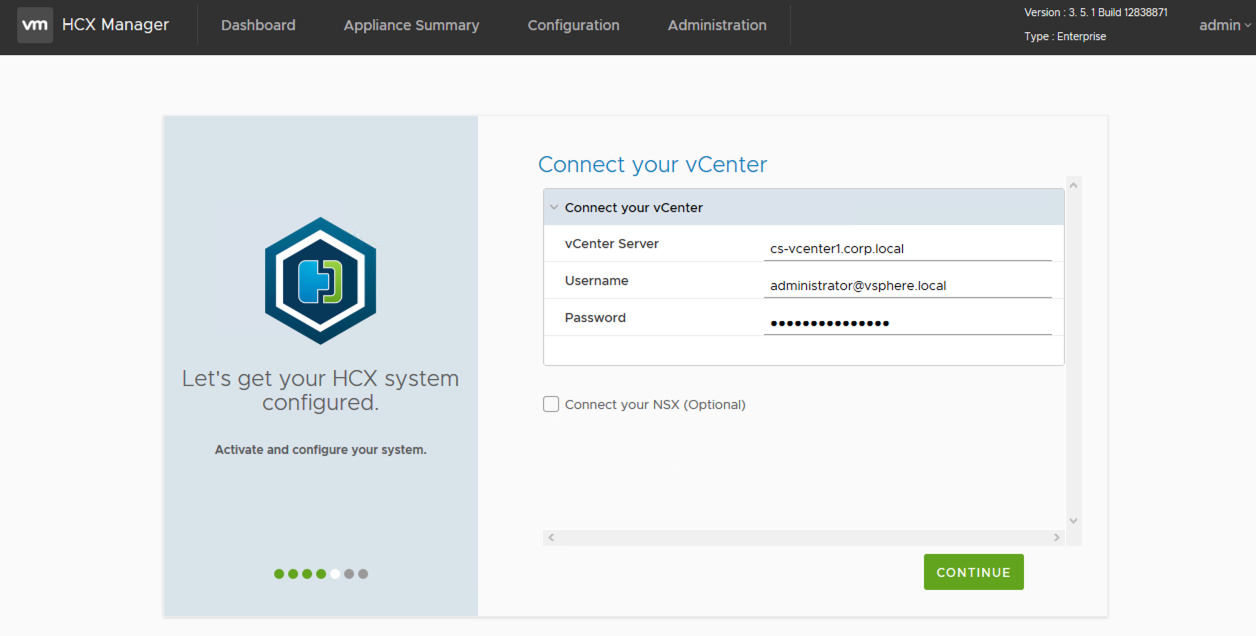 vm HCX Manager
Dashboard
Appliance Summary
Configuration
Administration
Version : 3. 5. 1 Build 12838871
Type : Enterprise
admin
Let's get your HCX system
configured.
Activate and configure your system.
Connect your vCenter
Connect your vCenter
vCenter Server cs-vcenter1.corp.local
Username administrator@vsphere.local
Password •••••••••••••••
Connect your NSX (Optional)
CONTINUE